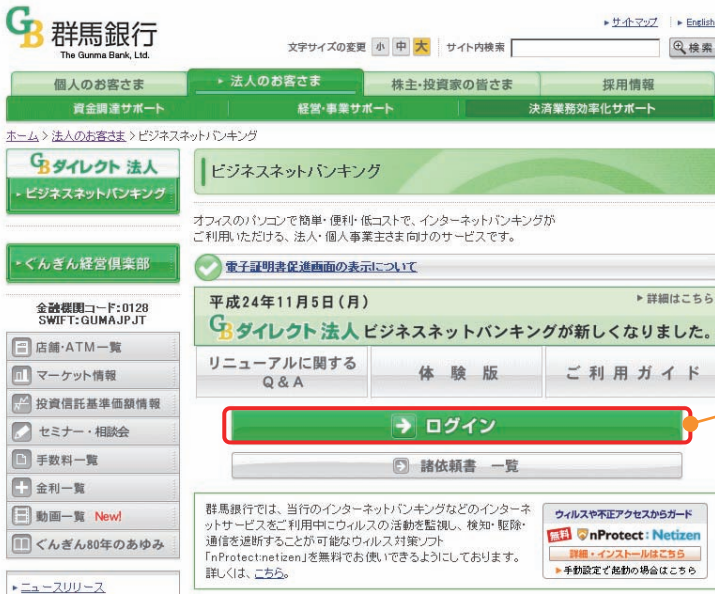 群馬銀行
The Gunma Bank, Ltd.
サイトマップ English
文字サイズの変更 小 中 大 サイト内検索 検索
個人のお客さま 法人のお客さま 株主・投資家の皆さま 採用情報
資金調達サポート 経営・事業サポート 決済業務効率化サポート
ホーム > 法人のお客さま > ビジネスネットバンキング
GBダイレクト 法人
ビジネスネットバンキング
ぐんぎん経営倶楽部
金融機関コード:0128
SWIFT:GUMAJPJT
店舗・ATM一覧
マーケット情報
投資信託基準価額情報
セミナー・相談会
手数料一覧
金利一覧
動画一覧 New!
ぐんぎん80年のあゆみ
ニュースリリース
ビジネスネットバンキング
オフィスのパソコンで簡単・便利・低コストで、インターネットバンキングが
ご利用いただける、法人・個人事業主さま向けのサービスです。
電子証明書促進画面の表示について
平成24年11月5日(月) 詳細はこちら
GBダイレクト 法人 ビジネスネットバンキングが新しくなりました。
リニューアルに関する
Q&A
体験版
ご利用ガイド
ログイン
諸依頼書 一覧
群馬銀行では、当行のインターネットバンキングなどのインターネ
ットサービスをご利用中にウィルスの活動を監視し、検知・駆除・
通信を遮断することが可能なウィルス対策ソフト
「nProtect:netizen」を無料でお使いできるようにしております。
詳しくは、こちら。
ウィルスや不正アクセスからガード
無料 nProtect:Netizen
詳細・インストールはこちら
手動設定で起動の場合はこちら